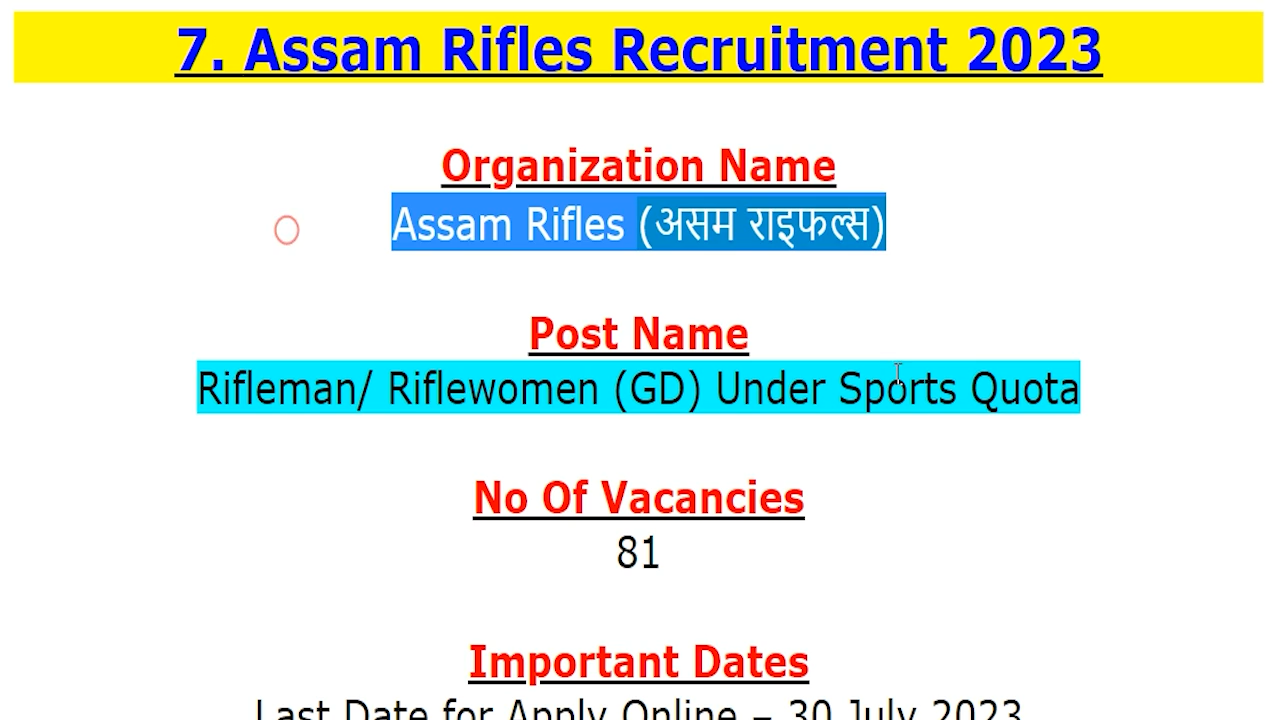 7. Assam Rifles Recruitment 2023
Organization Name
Assam Rifles (असम राइफल्स)
Post Name
Rifleman/ Riflewomen (GD) Under Sports Quota
No Of Vacancies
81
Important Dates
Last Date for Apply Online – 30 July 2023